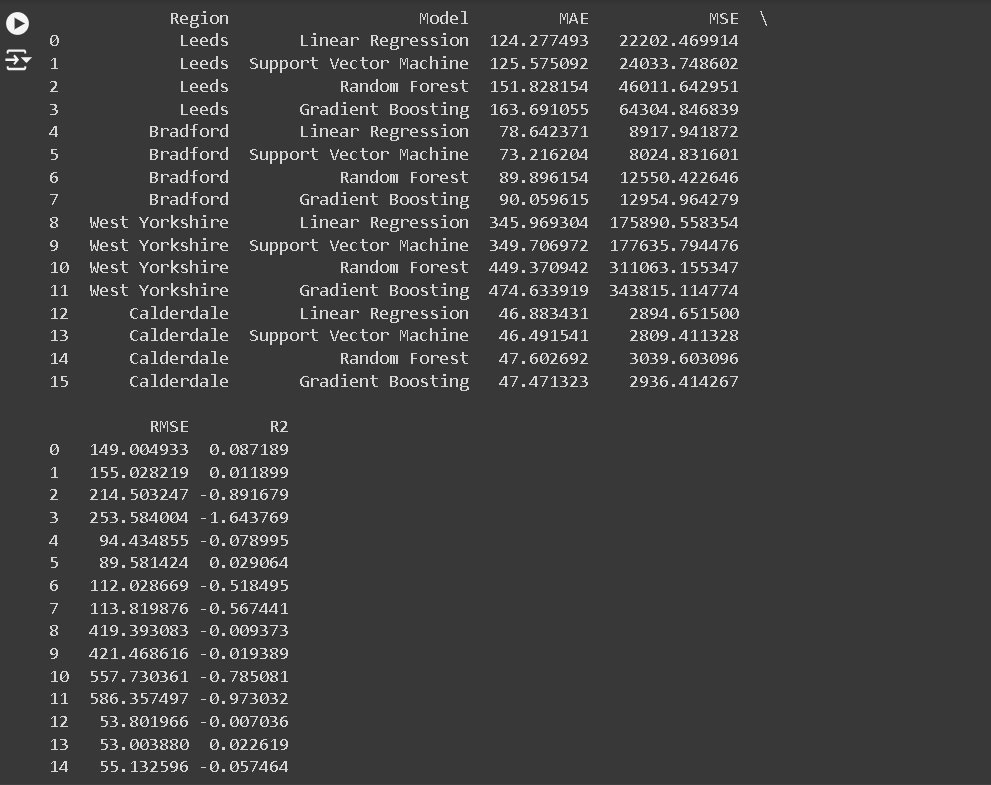 Region Model MAE MSE \
0 Leeds Linear Regression 124.277493 22202.469914
1 Leeds Support Vector Machine 125.575092 24033.748602
2 Leeds Random Forest 151.828154 46011.642951
3 Leeds Gradient Boosting 163.691055 64304.846839
4 Bradford Linear Regression 78.642371 8917.941872
5 Bradford Support Vector Machine 73.216204 8024.831601
6 Bradford Random Forest 89.896154 12550.422646
7 Bradford Gradient Boosting 90.059615 12954.964279
8 West Yorkshire Linear Regression 345.969304 175890.558354
9 West Yorkshire Support Vector Machine 349.706972 177635.794476
10 West Yorkshire Random Forest 449.370942 311063.155347
11 West Yorkshire Gradient Boosting 474.633919 343815.114774
12 Calderdale Linear Regression 46.883431 2894.651500
13 Calderdale Support Vector Machine 46.491541 2809.411328
14 Calderdale Random Forest 47.602692 3039.603096
15 Calderdale Gradient Boosting 47.471323 2936.414267
RMSE R2
0 149.004933 0.087189
1 155.028219 0.011899
2 214.503247 -0.891679
3 253.584004 -1.643769
4 94.434855 -0.078995
5 89.581424 0.029064
6 112.028669 -0.518495
7 113.819876 -0.567441
8 419.393083 -0.009373
9 421.468616 -0.019389
10 557.730361 -0.785081
11 586.357497 -0.973032
12 53.801966 -0.007036
13 53.003880 0.022619
14 55.132596 -0.057464